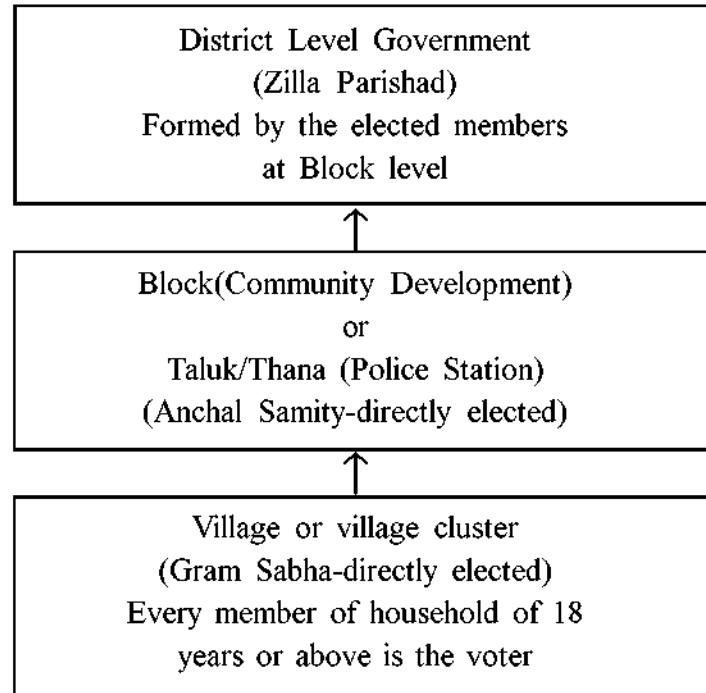 District Level Government
(Zilla Parishad)
Formed by the elected members
at Block level
Block(Community Development)
or
Taluk/Thana (Police Station)
(Anchal Samity-directly elected)
Village or village cluster
(Gram Sabha-directly elected)
Every member of household of 18
years or above is the voter